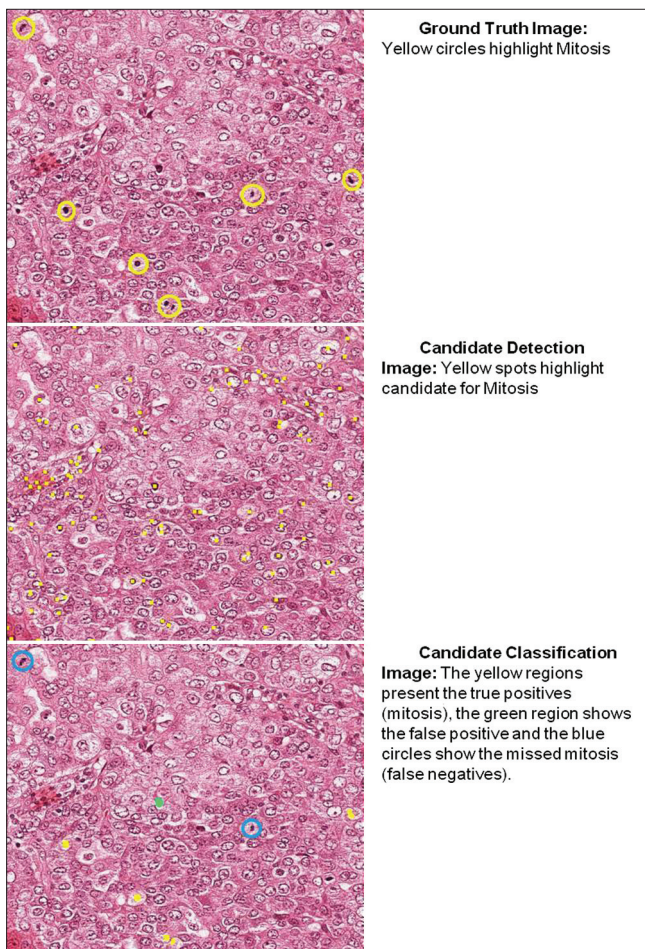 Ground Truth Image:
Yellow circles highlight Mitosis
Candidate Detection
Image: Yellow spots highlight
candidate for Mitosis
Candidate Classification
Image: The yellow regions
present the true positives
(mitosis), the green region shows
the false positive and the blue
circles show the missed mitosis
(false negatives).